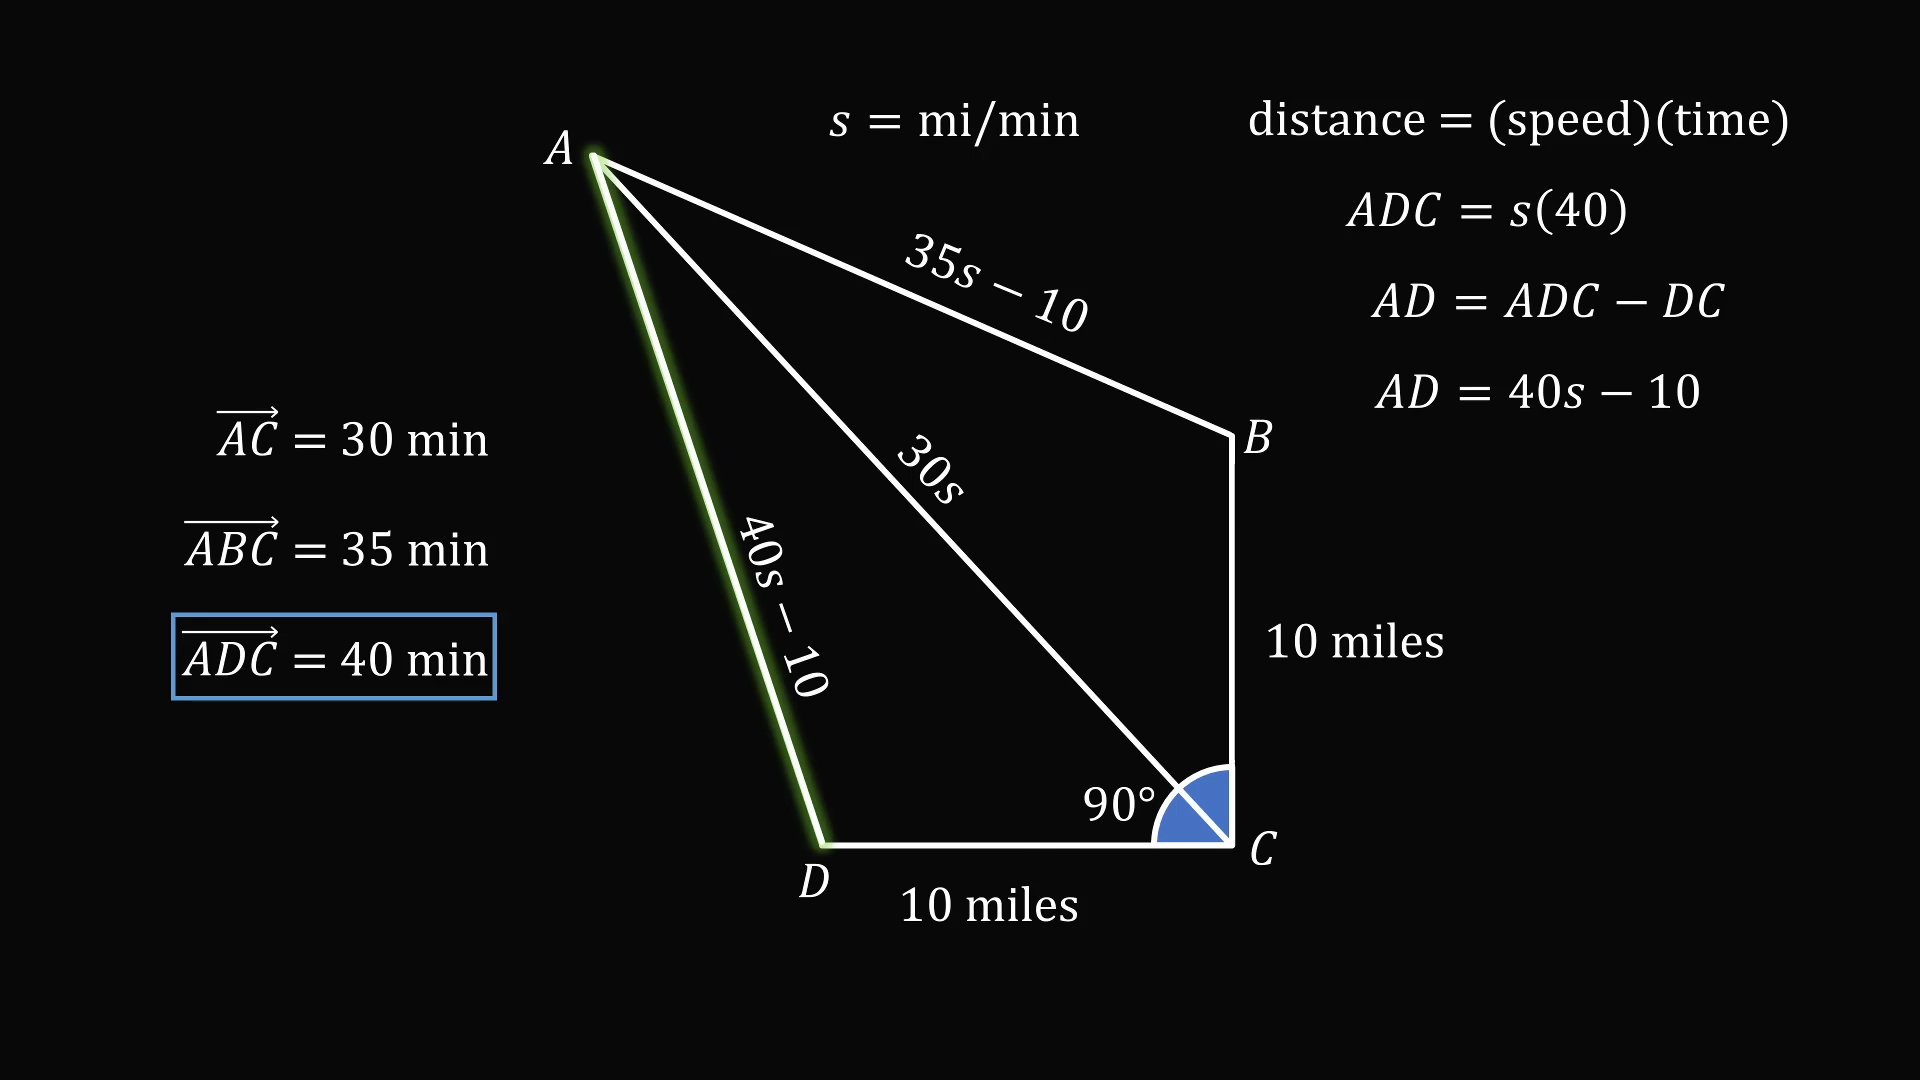 s = mi/min
distance = (speed)(time)
A
ADC = s(40)
35s − 10
AD = ADC − DC
AD = 40s − 10
AC = 30 min
B
30s
ABC = 35 min
40s − 10
10 miles
ADC = 40 min
90°
C
D
10 miles